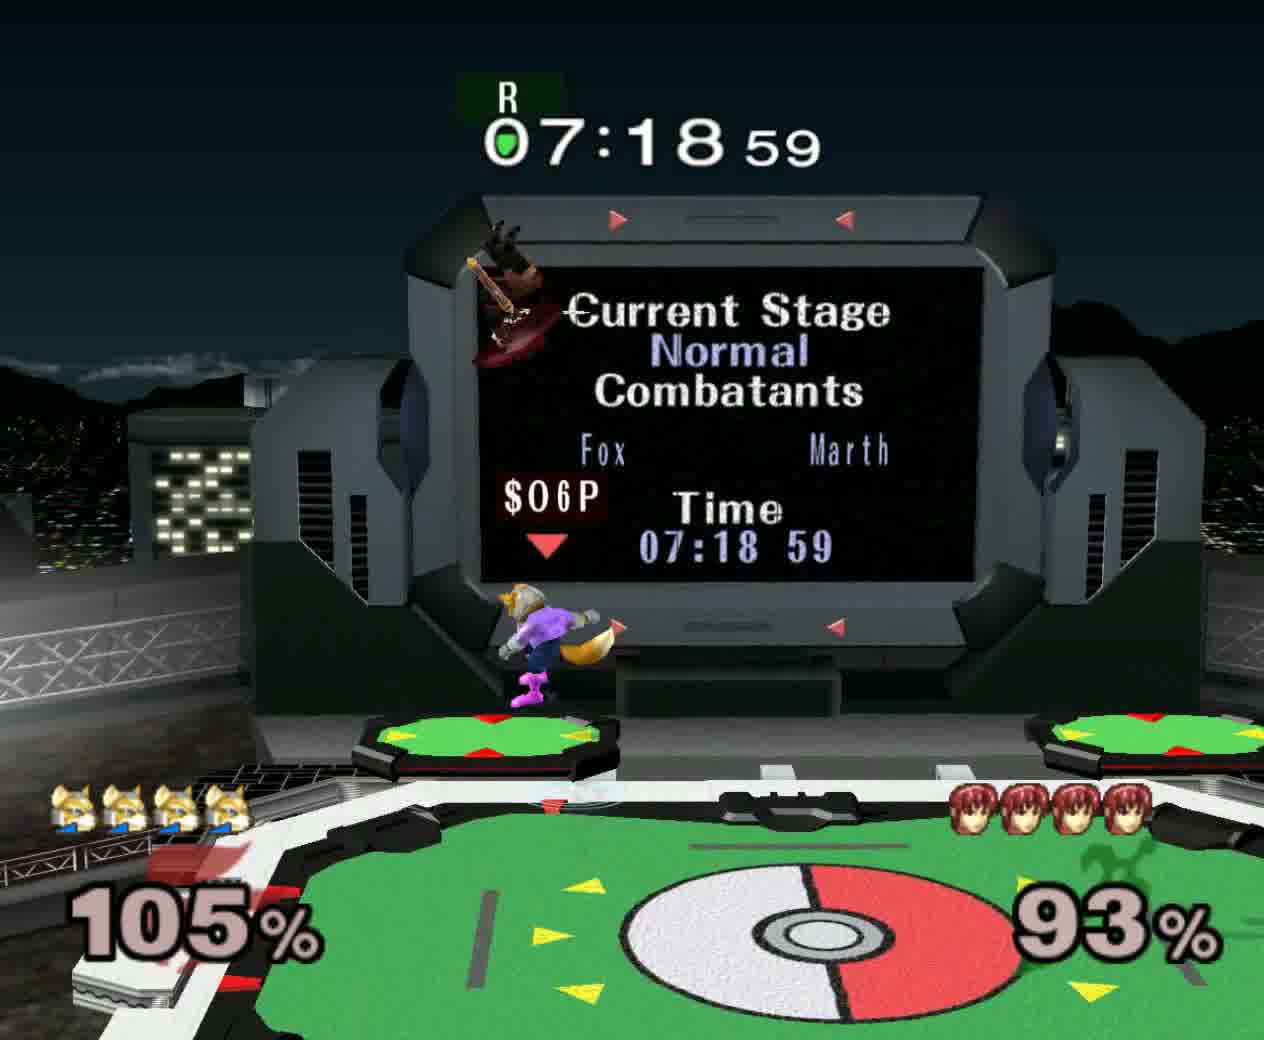 R
07:18 59
Current Stage
Normal
Combatants
Fox Marth
$06P
Time
07:18 59
105%
93%